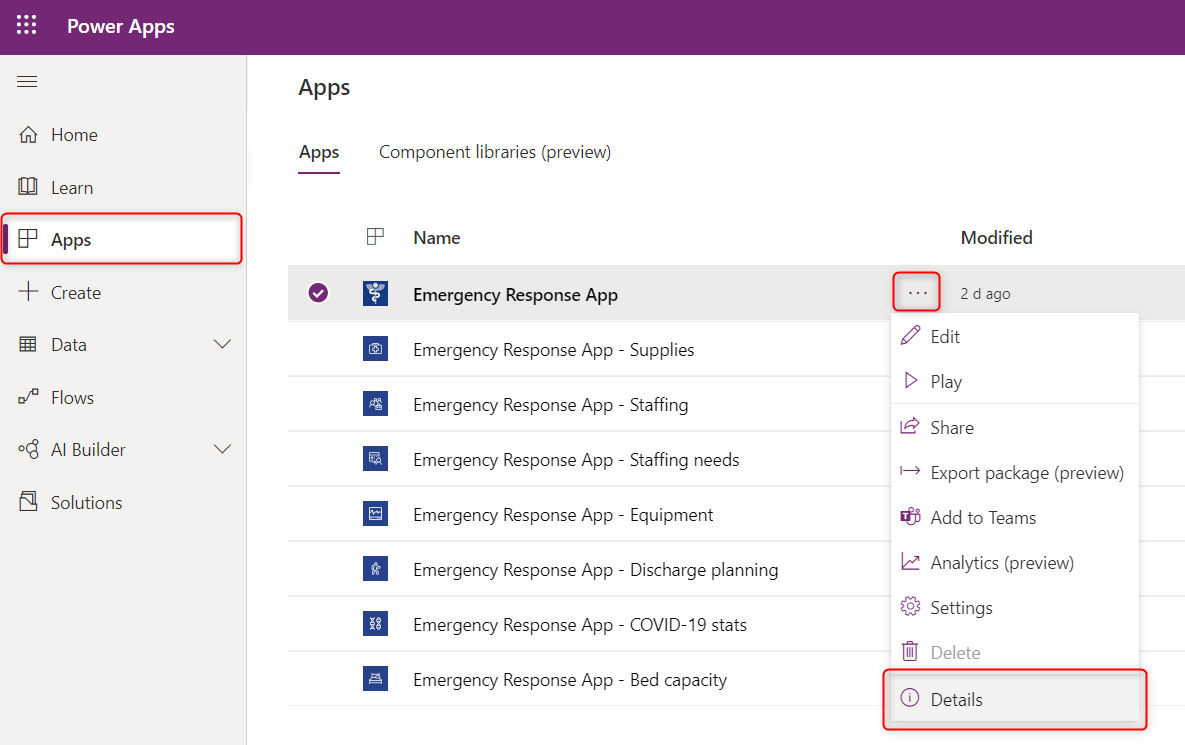 Power Apps
Home
Learn
Apps
Create
Data
Flows
AI Builder
Solutions
Apps
Apps Component libraries (preview)
Name Modified
Emergency Response App ... 2 d ago
Emergency Response App - Supplies
Emergency Response App - Staffing
Emergency Response App - Staffing needs
Emergency Response App - Equipment
Emergency Response App - Discharge planning
Emergency Response App - COVID-19 stats
Emergency Response App - Bed capacity
Edit
Play
Share
Export package (preview)
Add to Teams
Analytics (preview)
Settings
Delete
Details